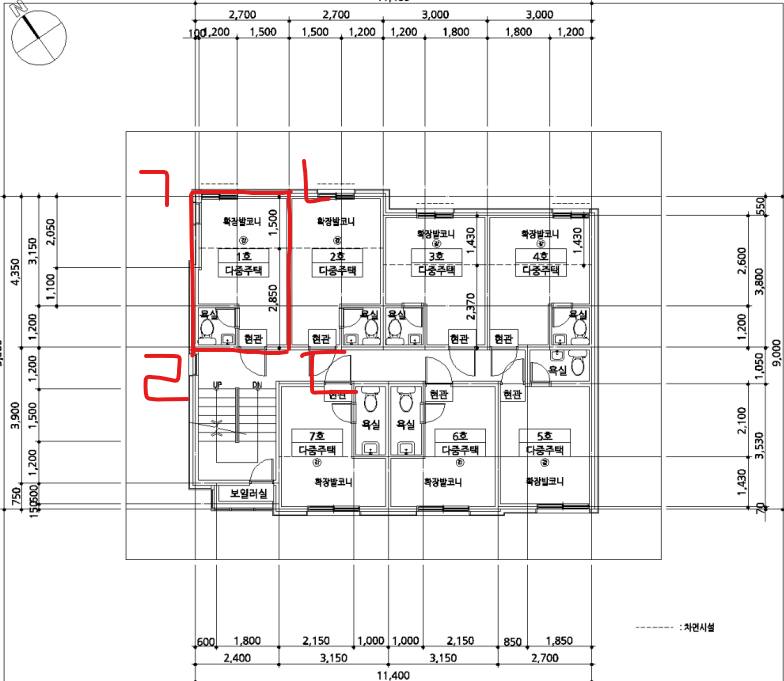 N
2,700 2,700 3,000 3,000
100 1,200 1,500 1,500 1,200 1,200 1,800 1,800 1,200
ㄱ ㄴ
확장발코니 확장발코니 확장발코니 확장발코니
1,500 1,430 1,430
1호 2호 3호 4호
다중주택 다중주택 다중주택 다중주택
2,850 2,370
욕실 욕실 욕실 욕실
현관 현관 현관 현관
ㄹ ㄷ
욕실
UP DN
현관 현관 현관
욕실 욕실
7호 6호 5호
다중주택 다중주택 다중주택
확장발코니 확장발코니 확장발코니
보일러실
4,350 3,900 750
3,150 1,200 1,200 1,500 1,200 600 150
2,050 1,100
550 3,800 1,050 3,530 70
2,600 1,200 2,100 1,430
9,000
: 차면시설
600 1,800 2,150 1,000 1,000 2,150 850 1,850
2,400 3,150 3,150 2,700
11,400